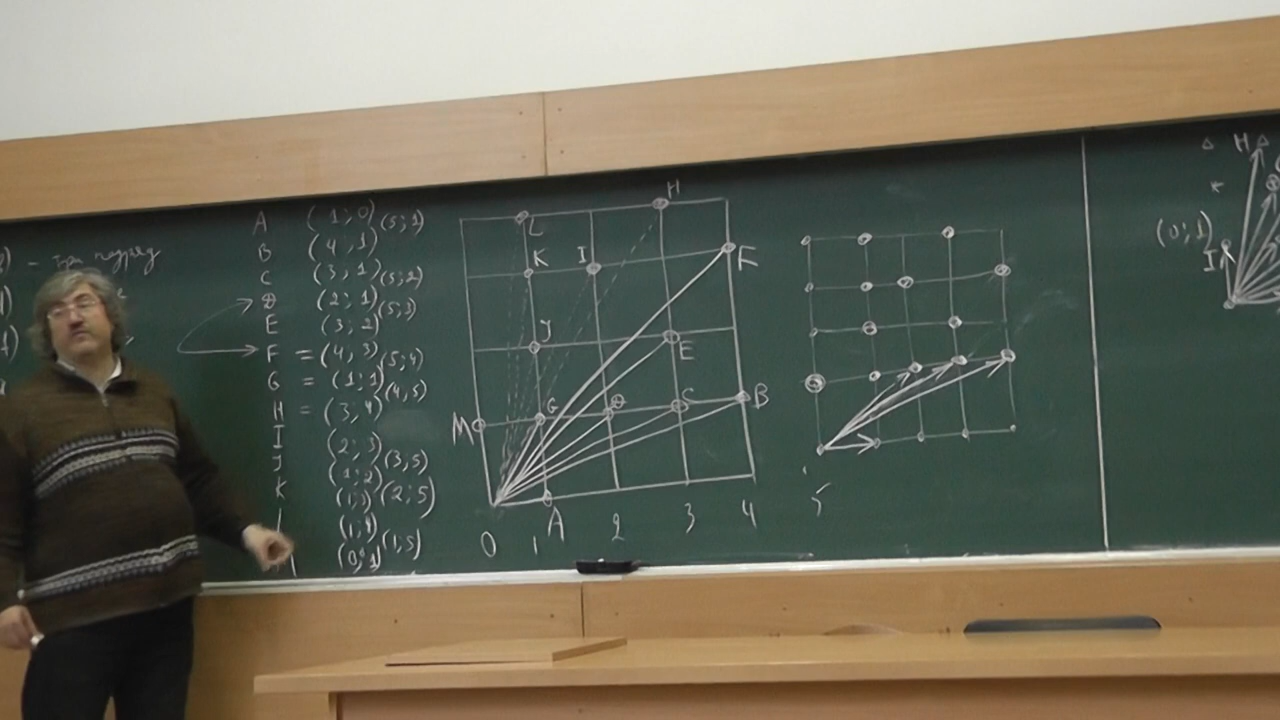 A (1;0) (5;1)
B (4,1)
C (3,1) (5;2)
D (2;1) (5;3)
E (3;2)
F = (4,3) (5;4)
G = (1;1) (4,5)
H = (3,4)
I (2;3)
J (1;2) (3,5)
K (1;3) (2;5)
(1,4)
(0;1) (1,5)
H
L
K I F
J E
M G D C B
A
0 1 2 3 4
5
H
(0;1)
I